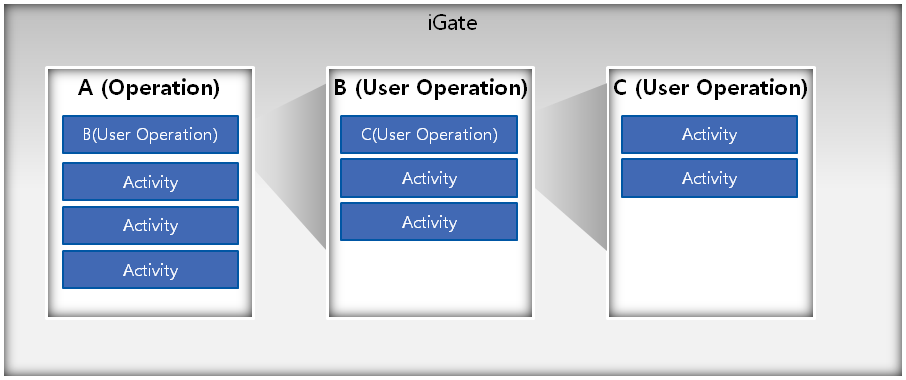 iGate
A (Operation)
B(User Operation)
Activity
Activity
Activity
B (User Operation)
C(User Operation)
Activity
Activity
C (User Operation)
Activity
Activity